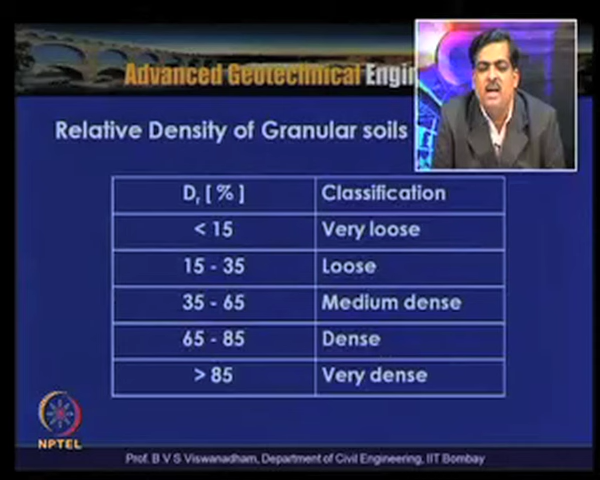 Advanced Geotechnical Engin
Relative Density of Granular soils
Dr [ % ] Classification
< 15 Very loose
15 - 35 Loose
35 - 65 Medium dense
65 - 85 Dense
> 85 Very dense
NPTEL
Prof. B V S Viswanadham, Department of Civil Engineering, IIT Bombay